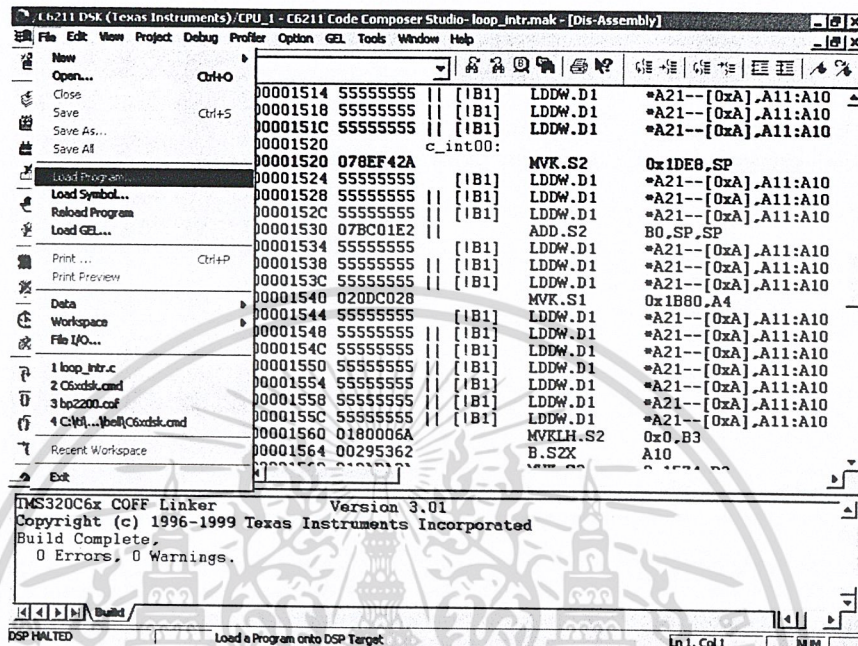 C6211 DSK (Texas Instruments)/CPU_1 - C6211 Code Composer Studio- loop_intr.mak - [Dis-Assembly]
File Edit View Project Debug Profiler Option GEL Tools Window Help
New
Open... Ctrl+O
Close
Save Ctrl+S
Save As...
Save All
Load Program...
Load Symbol...
Reload Program
Load GEL...
Print ... Ctrl+P
Print Preview
Data
Workspace
File I/O...
1 loop_intr.c
2 C6xdsk.cmd
3 bp2200.cof
4 C:\ti\...\bell\C6xdsk.cmd
Recent Workspace
Exit
00001514 55555555 || [!B1] LDDW.D1 *A21--[0xA],A11:A10
00001518 55555555 || [!B1] LDDW.D1 *A21--[0xA],A11:A10
0000151C 55555555 || [!B1] LDDW.D1 *A21--[0xA],A11:A10
00001520 c_int00:
00001520 078EF42A MVK.S2 0x1DE8,SP
00001524 55555555 [!B1] LDDW.D1 *A21--[0xA],A11:A10
00001528 55555555 || [!B1] LDDW.D1 *A21--[0xA],A11:A10
0000152C 55555555 || [!B1] LDDW.D1 *A21--[0xA],A11:A10
00001530 07BC01E2 || ADD.S2 B0,SP,SP
00001534 55555555 [!B1] LDDW.D1 *A21--[0xA],A11:A10
00001538 55555555 || [!B1] LDDW.D1 *A21--[0xA],A11:A10
0000153C 55555555 || [!B1] LDDW.D1 *A21--[0xA],A11:A10
00001540 020DC028 MVK.S1 0x1B80,A4
00001544 55555555 [!B1] LDDW.D1 *A21--[0xA],A11:A10
00001548 55555555 || [!B1] LDDW.D1 *A21--[0xA],A11:A10
0000154C 55555555 || [!B1] LDDW.D1 *A21--[0xA],A11:A10
00001550 55555555 || [!B1] LDDW.D1 *A21--[0xA],A11:A10
00001554 55555555 || [!B1] LDDW.D1 *A21--[0xA],A11:A10
00001558 55555555 || [!B1] LDDW.D1 *A21--[0xA],A11:A10
0000155C 55555555 || [!B1] LDDW.D1 *A21--[0xA],A11:A10
00001560 0180006A MVKLH.S2 0x0,B3
00001564 00295362 B.S2X A10
TMS320C6x COFF Linker Version 3.01
Copyright (c) 1996-1999 Texas Instruments Incorporated
Build Complete,
0 Errors, 0 Warnings.
Build
DSP HALTED Load a Program onto DSP Target Ln 1, Col 1 NUM